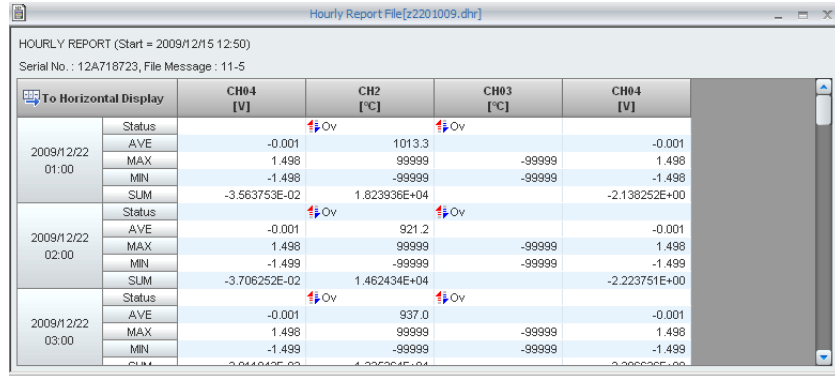 Hourly Report File[z2201009.dhr]
HOURLY REPORT (Start = 2009/12/15 12:50)
Serial No. : 12A718723, File Message : 11-5
To Horizontal Display CH04 [V] CH2 [°C] CH03 [°C] CH04 [V]
2009/12/22 01:00
Status Ov Ov
AVE -0.001 1013.3 -0.001
MAX 1.498 99999 -99999 1.498
MIN -1.498 -99999 -99999 -1.498
SUM -3.563753E-02 1.823936E+04 -2.138252E+00
2009/12/22 02:00
Status Ov Ov
AVE -0.001 921.2 -0.001
MAX 1.498 99999 -99999 1.498
MIN -1.499 -99999 -99999 -1.499
SUM -3.706252E-02 1.462434E+04 -2.223751E+00
2009/12/22 03:00
Status Ov Ov
AVE -0.001 937.0 -0.001
MAX 1.498 99999 -99999 1.498
MIN -1.499 -99999 -99999 -1.499